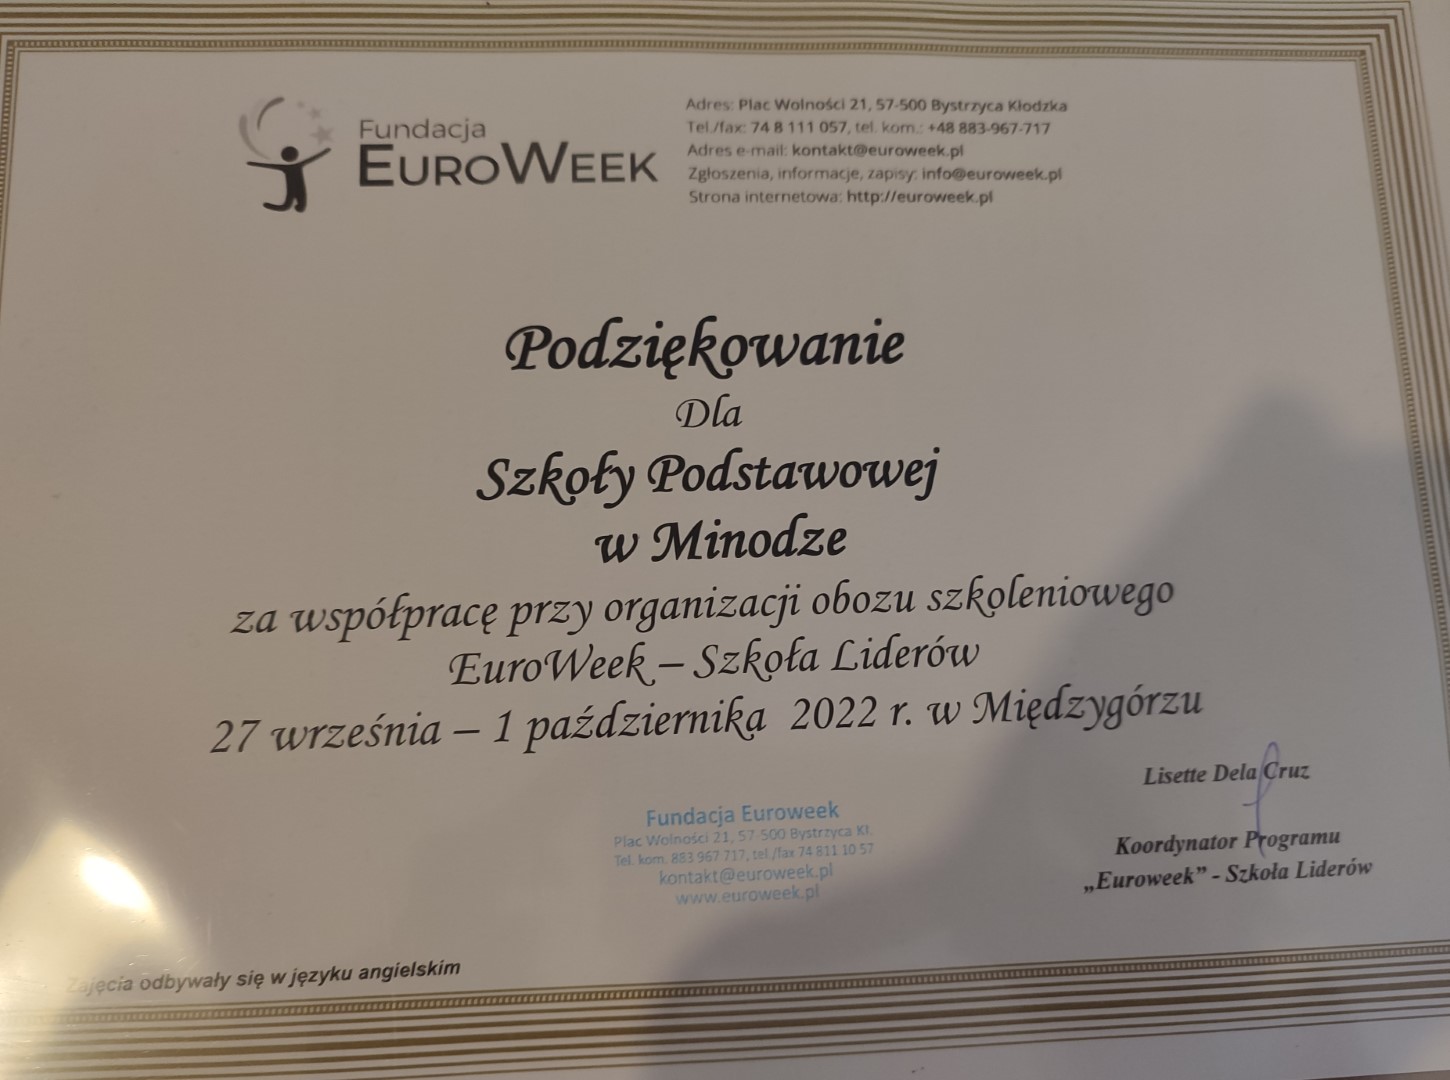 Fundacja
EUROWEEK
Adres: Plac Wolności 21, 57-500 Bystrzyca Kłodzka
Tel./fax: 74 8 111 057, tel. kom.: +48 883-967-717
Adres e-mail: kontakt@euroweek.pl
Zgłoszenia, informacje, zapisy: info@euroweek.pl
Strona internetowa: http://euroweek.pl
Podziękowanie
Dla
Szkoły Podstawowej
w Minodze
za współpracę przy organizacji obozu szkoleniowego
EuroWeek – Szkoła Liderów
27 września – 1 października 2022 r. w Międzygórzu
Lisette Dela Cruz
Koordynator Programu
„Euroweek” - Szkoła Liderów
Fundacja Euroweek
Plac Wolności 21, 57-500 Bystrzyca Kł.
Tel. kom. 883 967 717, tel./fax 74 811 10 57
kontakt@euroweek.pl
www.euroweek.pl
Zajęcia odbywały się w języku angielskim